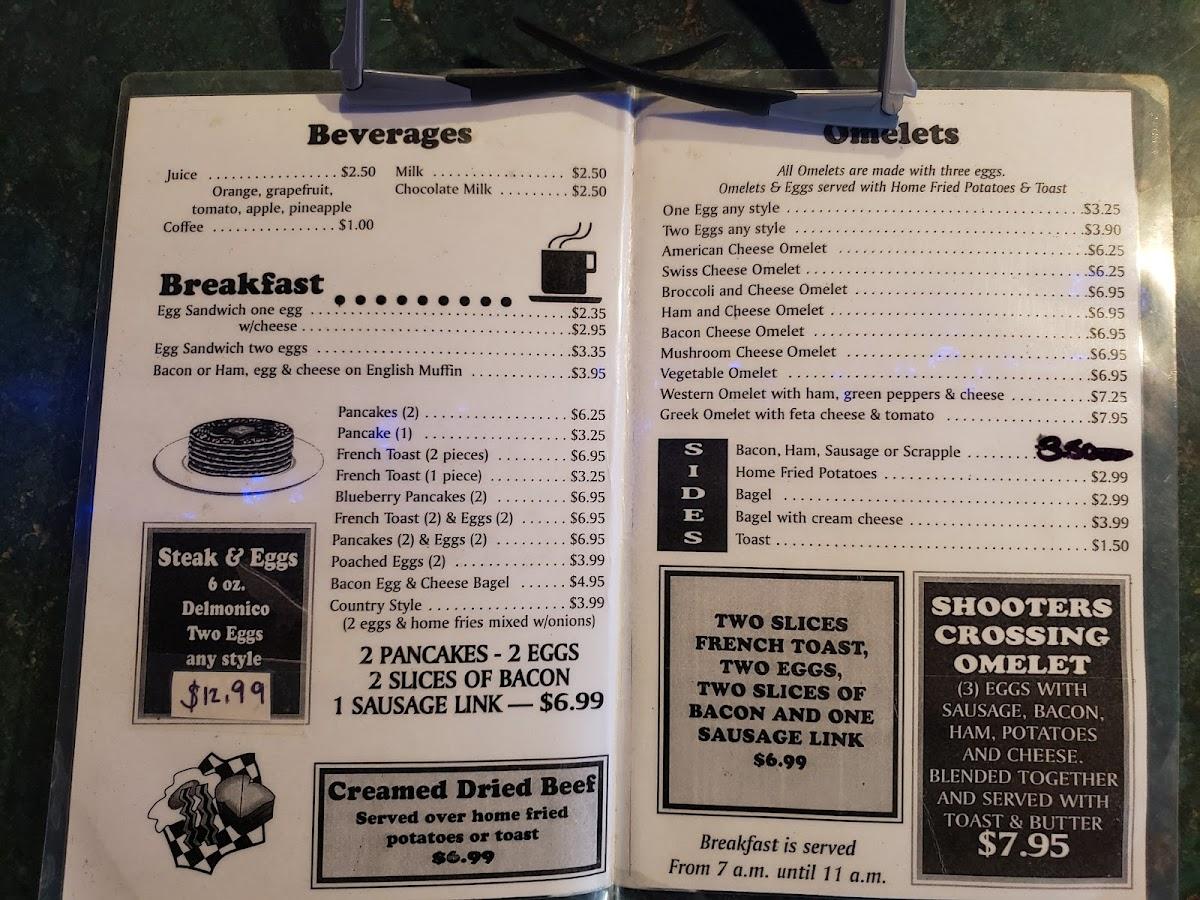 Beverages
Juice ..................... $2.50
Orange, grapefruit,
tomato, apple, pineapple
Coffee ................. $1.00
Milk ..................... $2.50
Chocolate Milk ......... $2.50
Breakfast
Egg Sandwich one egg ..................................$2.35
w/cheese ...................................$2.95
Egg Sandwich two eggs .................................$3.35
Bacon or Ham, egg & cheese on English Muffin .............$3.95
Pancakes (2) ..................... $6.25
Pancake (1) ..................... $3.25
French Toast (2 pieces) ........... $6.95
French Toast (1 piece) ............ $3.25
Blueberry Pancakes (2) ........... $6.95
French Toast (2) & Eggs (2) ...... $6.95
Pancakes (2) & Eggs (2) .......... $6.95
Poached Eggs (2) ................ $3.99
Bacon Egg & Cheese Bagel ...... $4.95
Country Style .................... $3.99
(2 eggs & home fries mixed w/onions)
Steak & Eggs
6 oz.
Delmonico
Two Eggs
any style
$12.99
2 PANCAKES - 2 EGGS
2 SLICES OF BACON
1 SAUSAGE LINK — $6.99
Creamed Dried Beef
Served over home fried
potatoes or toast
$6.99
Omelets
All Omelets are made with three eggs.
Omelets & Eggs served with Home Fried Potatoes & Toast
One Egg any style ......................................$3.25
Two Eggs any style .....................................$3.90
American Cheese Omelet .................................$6.25
Swiss Cheese Omelet ....................................$6.25
Broccoli and Cheese Omelet ..............................$6.95
Ham and Cheese Omelet .................................$6.95
Bacon Cheese Omelet ...................................$6.95
Mushroom Cheese Omelet ...............................$6.95
Vegetable Omelet .......................................$6.95
Western Omelet with ham, green peppers & cheese ...........$7.25
Greek Omelet with feta cheese & tomato ...................$7.95
SIDES
Bacon, Ham, Sausage or Scrapple ........ 3.50
Home Fried Potatoes ......................... $2.99
Bagel ....................................... $2.99
Bagel with cream cheese ...................... $3.99
Toast ....................................... $1.50
TWO SLICES
FRENCH TOAST,
TWO EGGS,
TWO SLICES OF
BACON AND ONE
SAUSAGE LINK
$6.99
Breakfast is served
From 7 a.m. until 11 a.m.
SHOOTERS
CROSSING
OMELET
(3) EGGS WITH
SAUSAGE, BACON,
HAM, POTATOES
AND CHEESE.
BLENDED TOGETHER
AND SERVED WITH
TOAST & BUTTER
$7.95